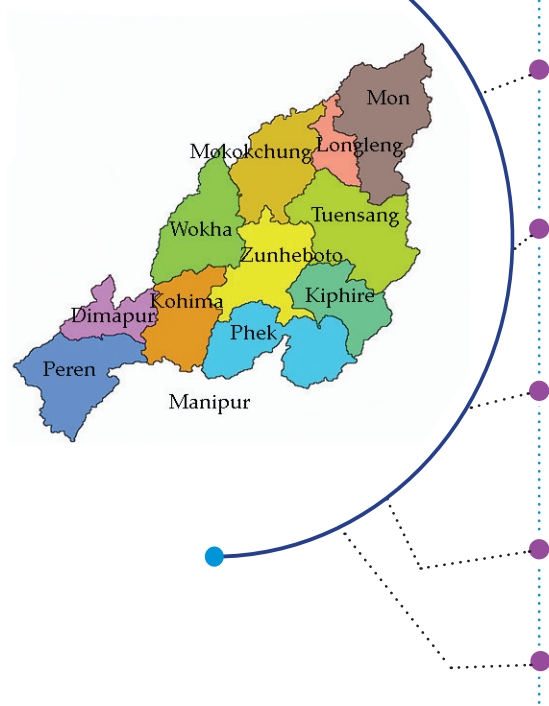 Mon
Mokokchung
Longleng
Tuensang
Wokha
Zunheboto
Kiphire
Kohima
Dimapur
Phek
Peren
Manipur